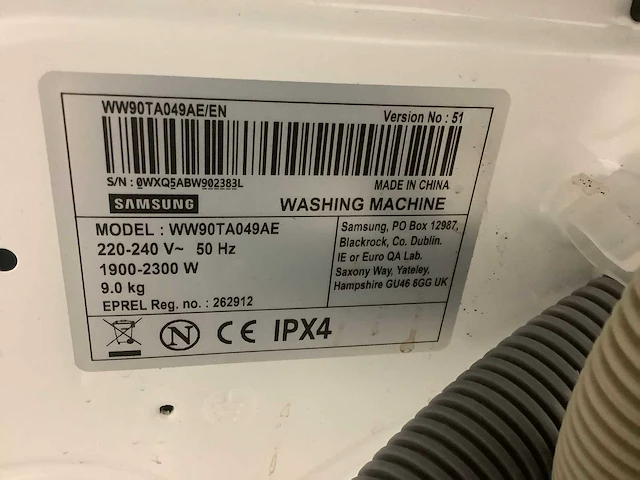 WW90TA049AE/EN
Version No : 51
S/N : 0WXQ5ABW902383L
MADE IN CHINA
SAMSUNG
WASHING MACHINE
MODEL : WW90TA049AE
220-240 V~ 50 Hz
1900-2300 W
9.0 kg
EPREL Reg. no. : 262912
Samsung, PO Box 12987,
Blackrock, Co. Dublin.
IE or Euro QA Lab.
Saxony Way, Yateley,
Hampshire GU46 6GG UK
N CE IPX4